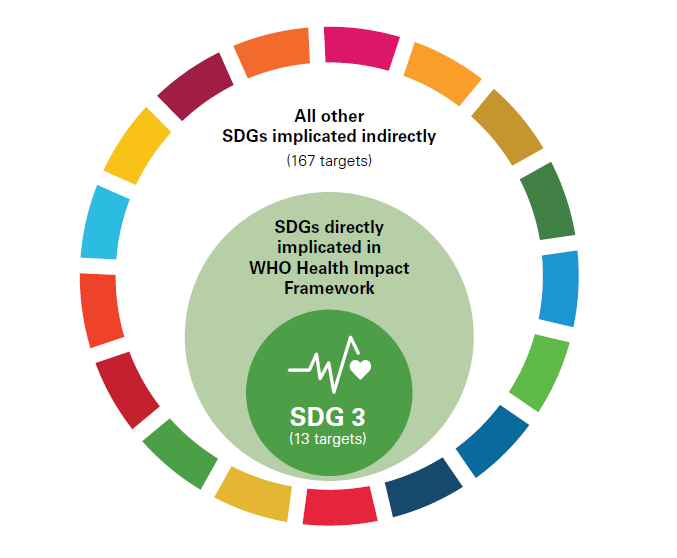 All other
SDGs implicated indirectly
(167 targets)
SDGs directly
implicated in
WHO Health Impact
Framework
SDG 3
(13 targets)